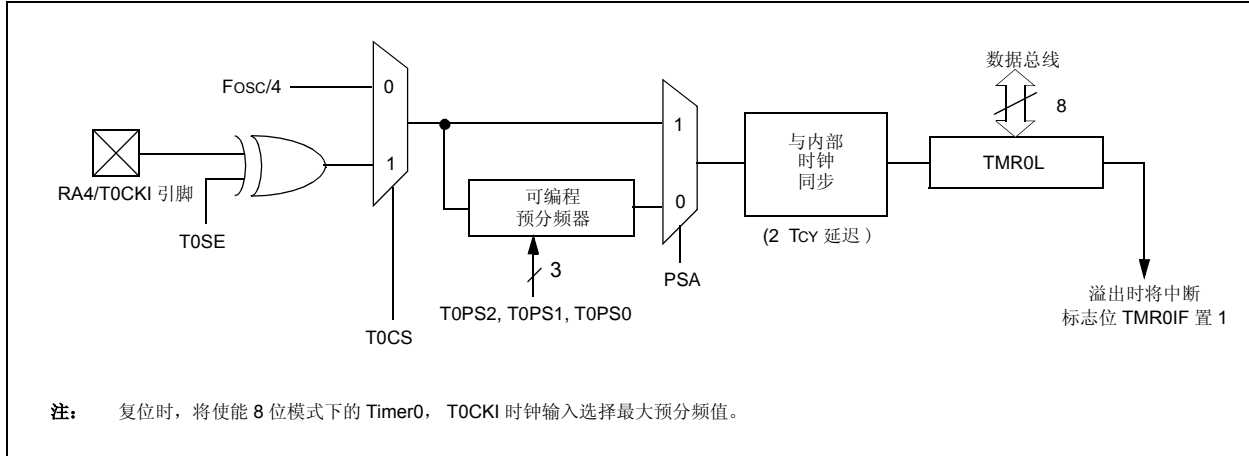 数据总线
8
FOSC/4
0
1
RA4/T0CKI 引脚
T0SE
T0CS
可编程
预分频器
3
T0PS2, T0PS1, T0PS0
1
0
PSA
与内部
时钟
同步
(2 TCY 延迟 )
TMR0L
溢出时将中断
标志位 TMR0IF 置 1
注: 复位时，将使能 8 位模式下的 Timer0， T0CKI 时钟输入选择最大预分频值。